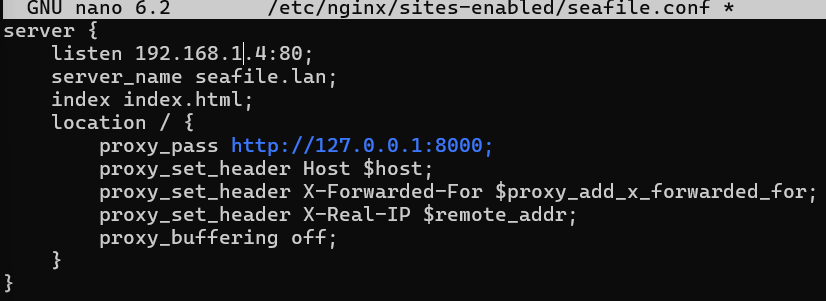 GNU nano 6.2 /etc/nginx/sites-enabled/seafile.conf *
server {
listen 192.168.1.4:80;
server_name seafile.lan;
index index.html;
location / {
proxy_pass http://127.0.0.1:8000;
proxy_set_header Host $host;
proxy_set_header X-Forwarded-For $proxy_add_x_forwarded_for;
proxy_set_header X-Real-IP $remote_addr;
proxy_buffering off;
}
}